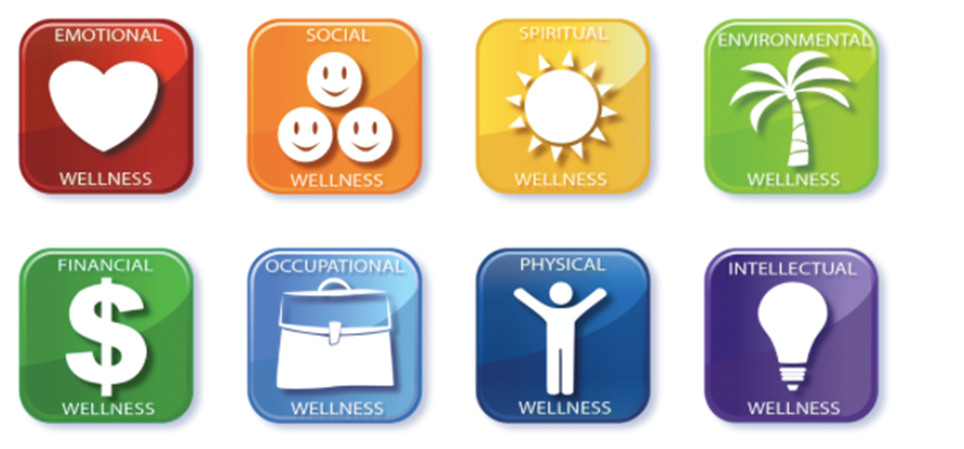 EMOTIONAL
WELLNESS
SOCIAL
WELLNESS
SPIRITUAL
WELLNESS
ENVIRONMENTAL
WELLNESS
FINANCIAL
WELLNESS
OCCUPATIONAL
WELLNESS
PHYSICAL
WELLNESS
INTELLECTUAL
WELLNESS